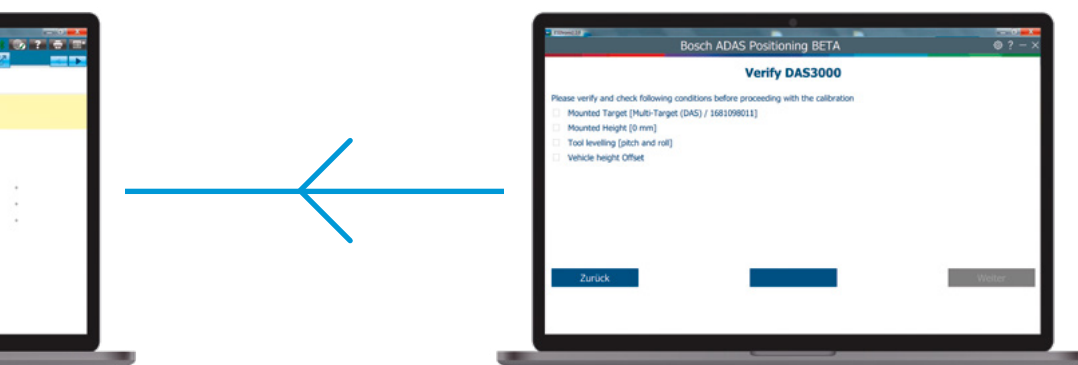 Bosch ADAS Positioning BETA
Verify DAS3000
Please verify and check following conditions before proceeding with the calibration
Mounted Target [Multi-Target (DAS) / 1681098011]
Mounted Height [0 mm]
Tool levelling [pitch and roll]
Vehicle height Offset
Zurück
Weiter